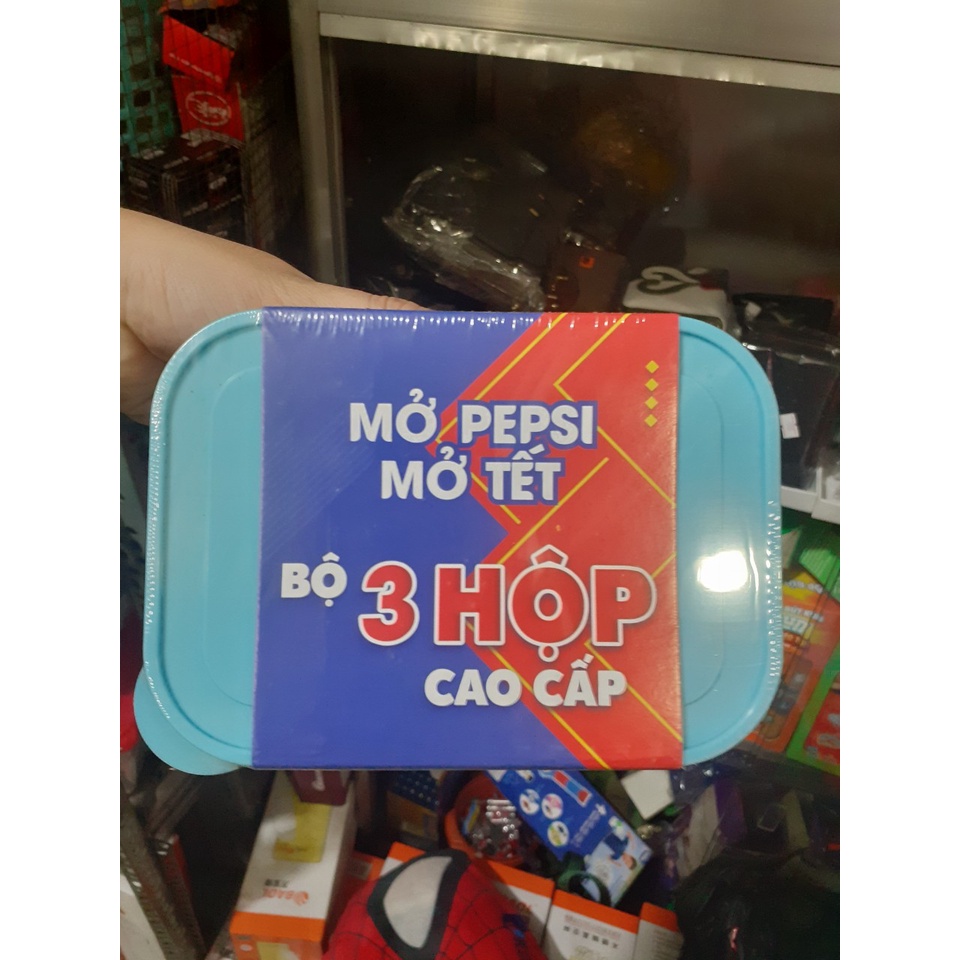 MỞ PEPSI
MỞ TẾT
BỘ 3 HỘP
CAO CẤP